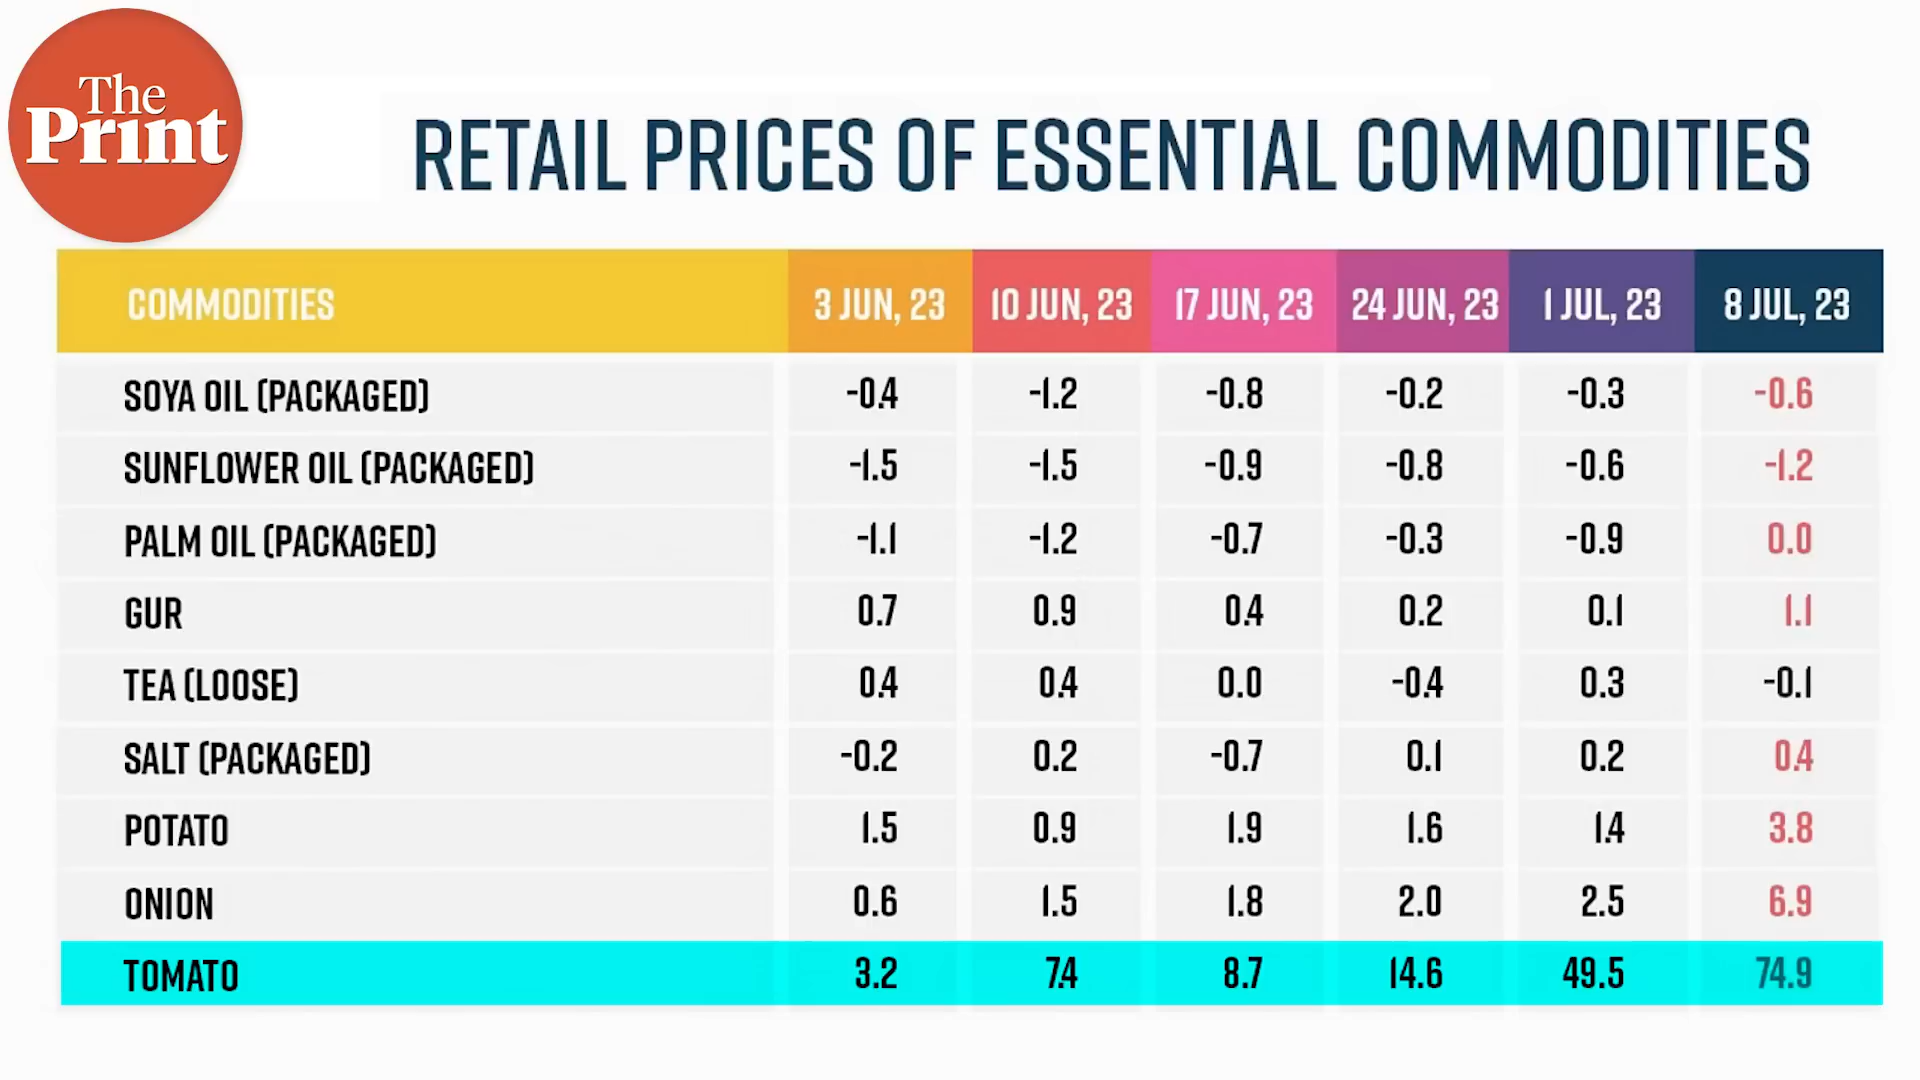 The
Print
RETAIL PRICES OF ESSENTIAL COMMODITIES
COMMODITIES 3 JUN, 23 10 JUN, 23 17 JUN, 23 24 JUN, 23 1 JUL, 23 8 JUL, 23
SOYA OIL (PACKAGED) -0.4 -1.2 -0.8 -0.2 -0.3 -0.6
SUNFLOWER OIL (PACKAGED) -1.5 -1.5 -0.9 -0.8 -0.6 -1.2
PALM OIL (PACKAGED) -1.1 -1.2 -0.7 -0.3 -0.9 0.0
GUR 0.7 0.9 0.4 0.2 0.1 1.1
TEA (LOOSE) 0.4 0.4 0.0 -0.4 0.3 -0.1
SALT (PACKAGED) -0.2 0.2 -0.7 0.1 0.2 0.4
POTATO 1.5 0.9 1.9 1.6 1.4 3.8
ONION 0.6 1.5 1.8 2.0 2.5 6.9
TOMATO 3.2 7.4 8.7 14.6 49.5 74.9